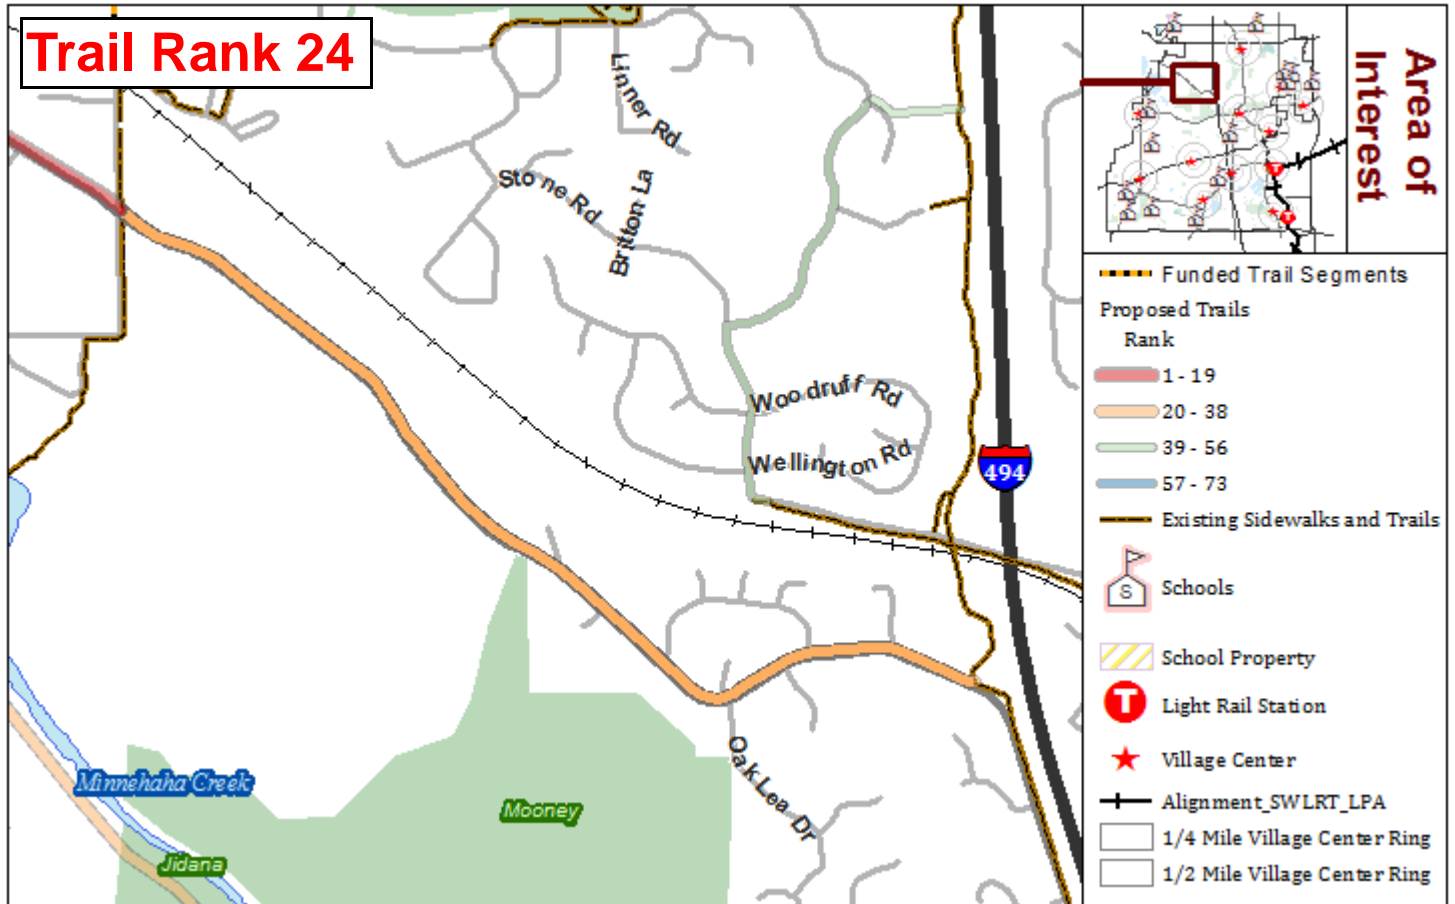 Trail Rank 24
Linner Rd
Stone Rd
Britton La
Woodruff Rd
Wellington Rd
494
Oak Lea Dr
Minnehaha Creek
Mooney
Jidana
Area of
Interest
Funded Trail Segments
Proposed Trails
Rank
1 - 19
20 - 38
39 - 56
57 - 73
Existing Sidewalks and Trails
S
Schools
School Property
T
Light Rail Station
Village Center
Alignment_SWLRT_LPA
1/4 Mile Village Center Ring
1/2 Mile Village Center Ring